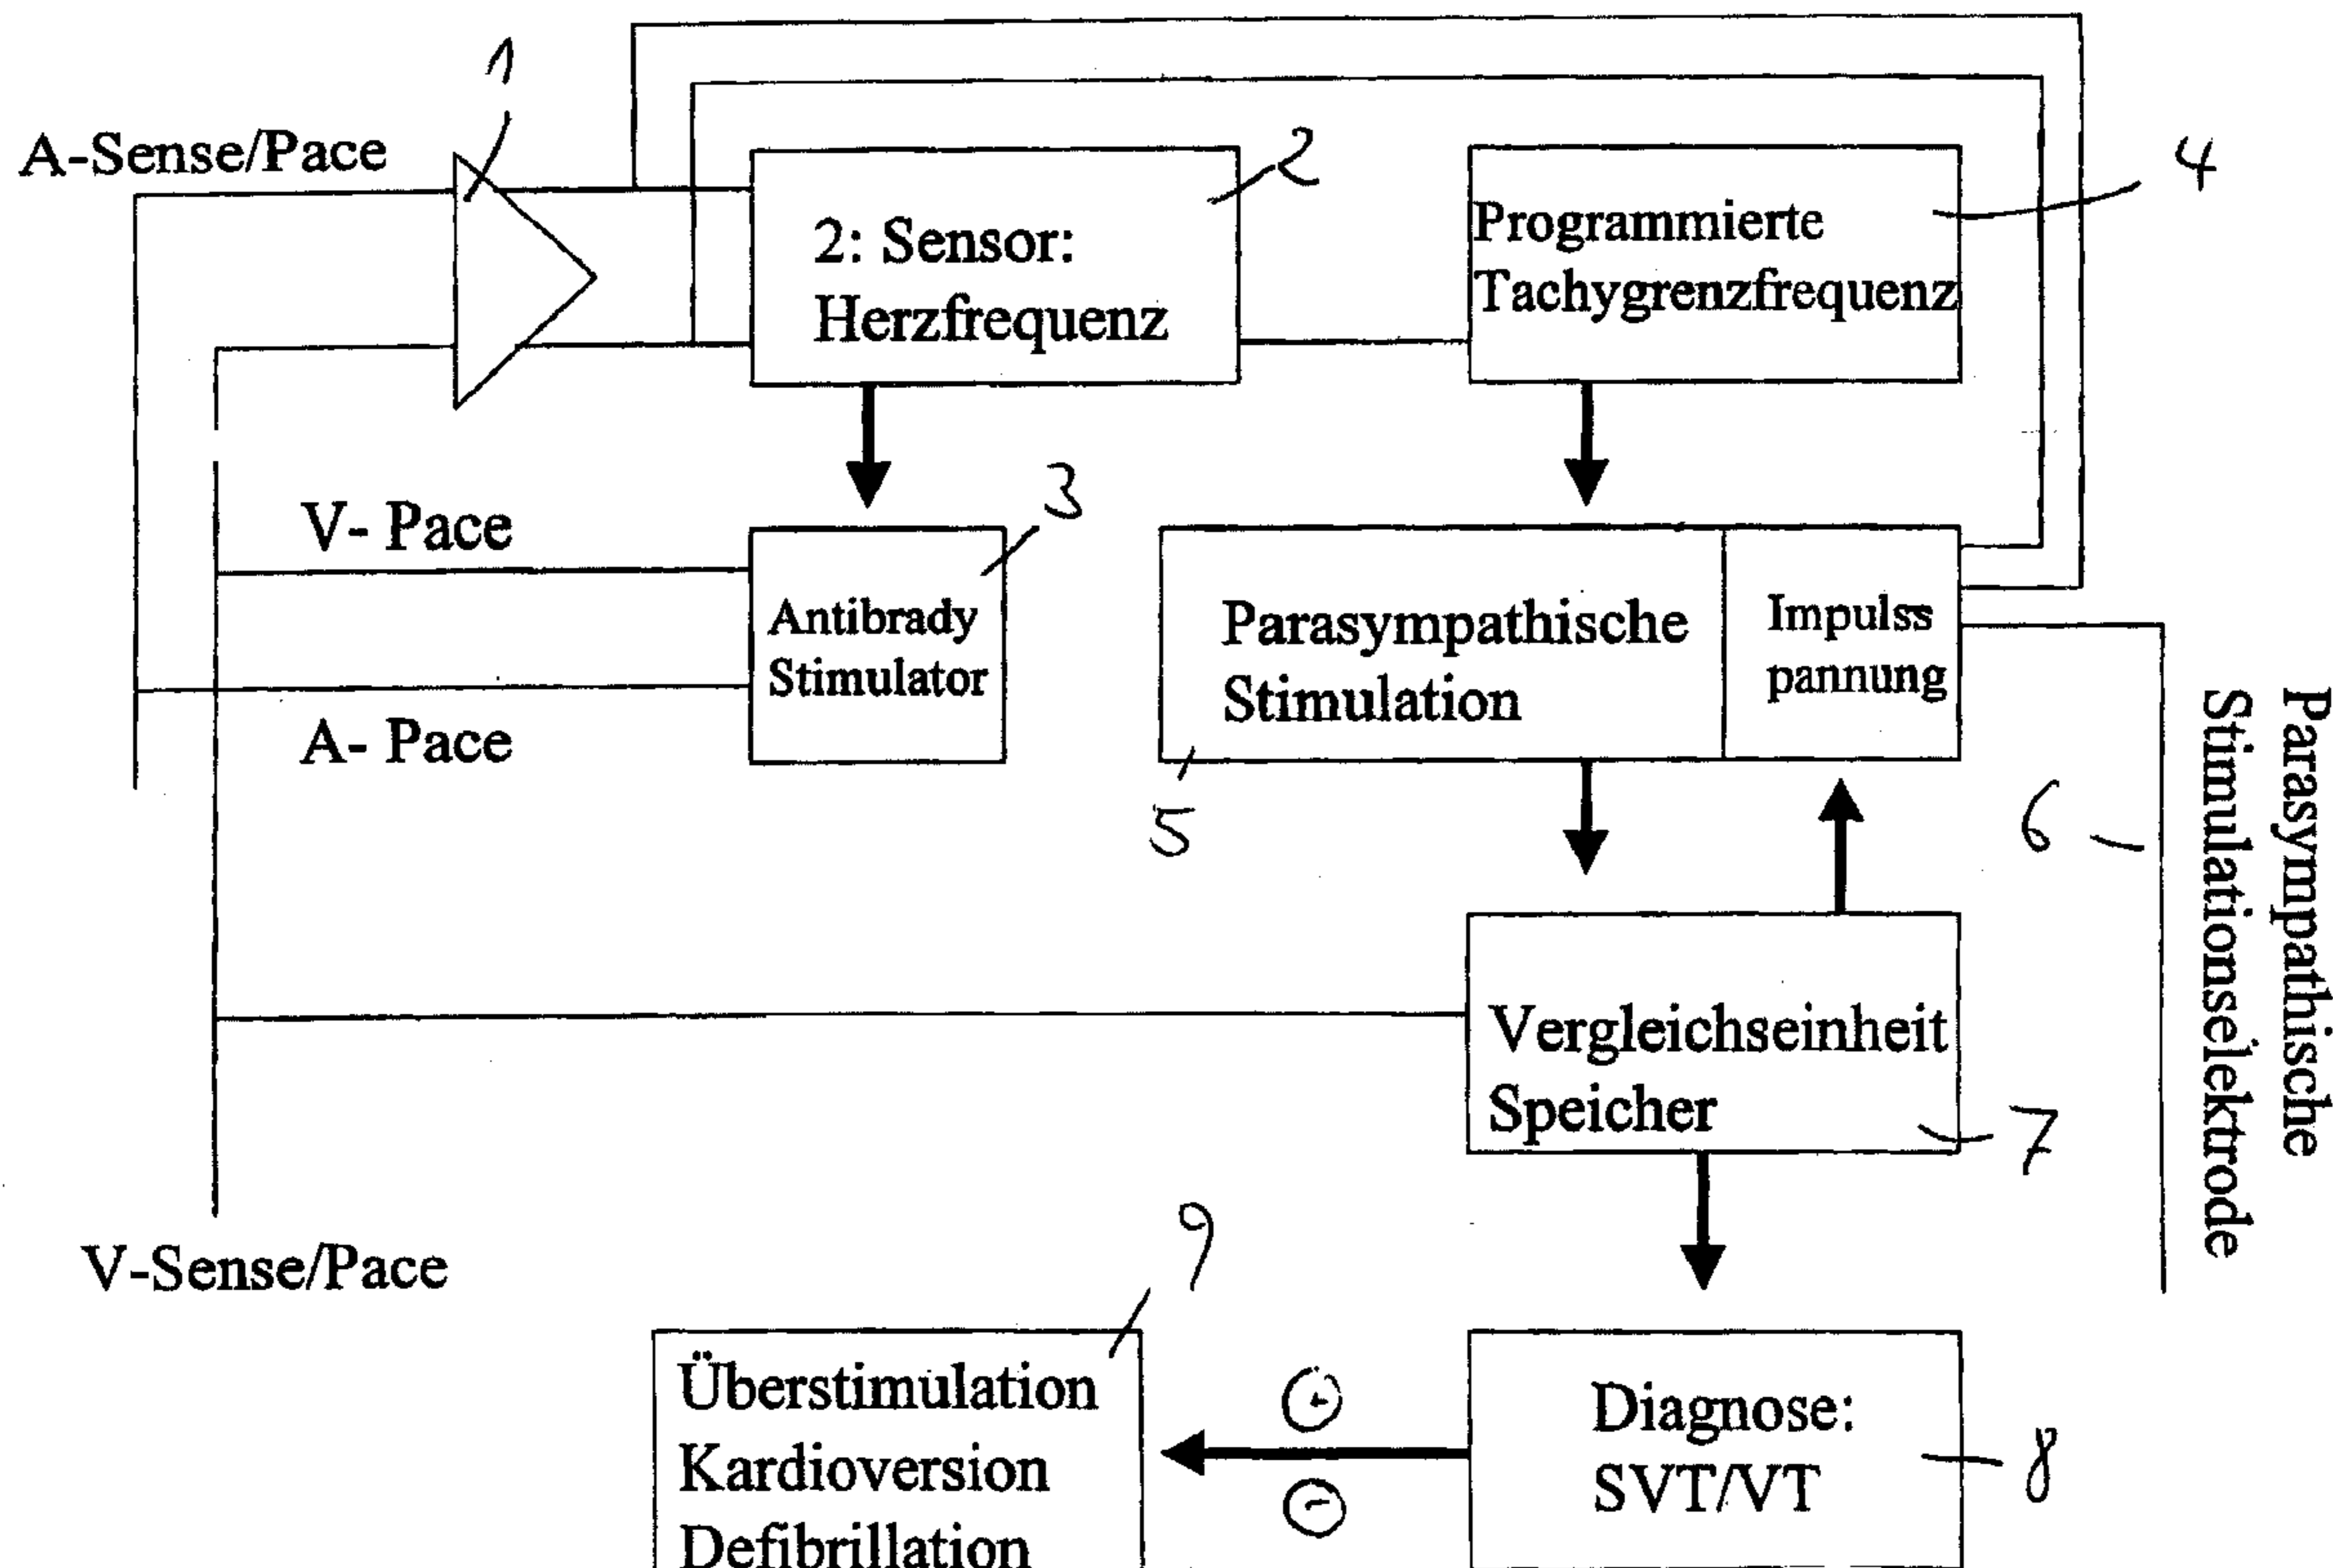 1
A-Sense/Pace
2
4
2: Sensor:
Herzfrequenz
Programmierte
Tachygrenzfrequenz
3
V- Pace
Antibrady
Stimulator
A- Pace
Parasympathische
Stimulation
Impulss
pannung
5
6
Parasympathische
Stimulationselektrode
Vergleichseinheit
Speicher
7
V-Sense/Pace
9
Überstimulation
Kardioversion
Defibrillation
+
-
Diagnose:
SVT/VT
8